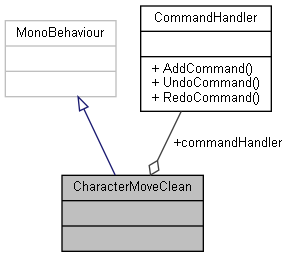 CommandHandler
MonoBehaviour
+ AddCommand()
+ UndoCommand()
+ RedoCommand()
+commandHandler
CharacterMoveClean